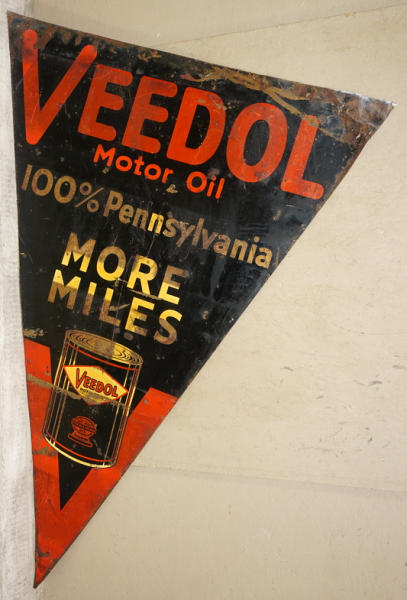 VEEDOL
Motor Oil
100% Pennsylvania
MORE
MILES
VEEDOL